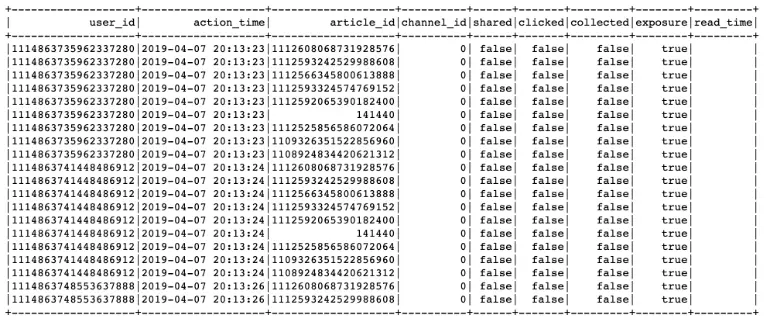 +-------------------+-------------------+-------------------+----------+------+-------+---------+--------+---------+
|            user_id|        action_time|         article_id|channel_id|shared|clicked|collected|exposure|read_time|
+-------------------+-------------------+-------------------+----------+------+-------+---------+--------+---------+
|1114863735962337280|2019-04-07 20:13:23|1112608068731928576|         0| false|  false|    false|    true|         |
|1114863735962337280|2019-04-07 20:13:23|1112593242529988608|         0| false|  false|    false|    true|         |
|1114863735962337280|2019-04-07 20:13:23|1112566345800613888|         0| false|  false|    false|    true|         |
|1114863735962337280|2019-04-07 20:13:23|1112593324574769152|         0| false|  false|    false|    true|         |
|1114863735962337280|2019-04-07 20:13:23|1112592065390182400|         0| false|  false|    false|    true|         |
|1114863735962337280|2019-04-07 20:13:23|             141440|         0| false|  false|    false|    true|         |
|1114863735962337280|2019-04-07 20:13:23|1112525856586072064|         0| false|  false|    false|    true|         |
|1114863735962337280|2019-04-07 20:13:23|1109326351522856960|         0| false|  false|    false|    true|         |
|1114863735962337280|2019-04-07 20:13:23|1108924834420621312|         0| false|  false|    false|    true|         |
|1114863741448486912|2019-04-07 20:13:24|1112608068731928576|         0| false|  false|    false|    true|         |
|1114863741448486912|2019-04-07 20:13:24|1112593242529988608|         0| false|  false|    false|    true|         |
|1114863741448486912|2019-04-07 20:13:24|1112566345800613888|         0| false|  false|    false|    true|         |
|1114863741448486912|2019-04-07 20:13:24|1112593324574769152|         0| false|  false|    false|    true|         |
|1114863741448486912|2019-04-07 20:13:24|1112592065390182400|         0| false|  false|    false|    true|         |
|1114863741448486912|2019-04-07 20:13:24|             141440|         0| false|  false|    false|    true|         |
|1114863741448486912|2019-04-07 20:13:24|1112525856586072064|         0| false|  false|    false|    true|         |
|1114863741448486912|2019-04-07 20:13:24|1109326351522856960|         0| false|  false|    false|    true|         |
|1114863741448486912|2019-04-07 20:13:24|1108924834420621312|         0| false|  false|    false|    true|         |
|1114863748553637888|2019-04-07 20:13:26|1112608068731928576|         0| false|  false|    false|    true|         |
|1114863748553637888|2019-04-07 20:13:26|1112593242529988608|         0| false|  false|    false|    true|         |
+-------------------+-------------------+-------------------+----------+------+-------+---------+--------+---------+